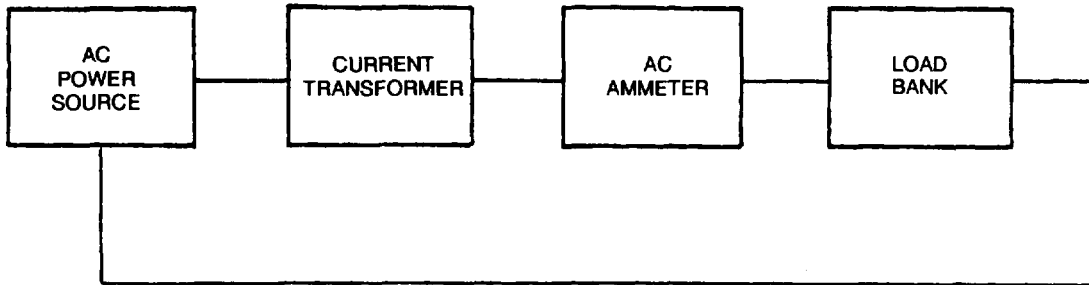 AC
POWER
SOURCE
CURRENT
TRANSFORMER
AC
AMMETER
LOAD
BANK